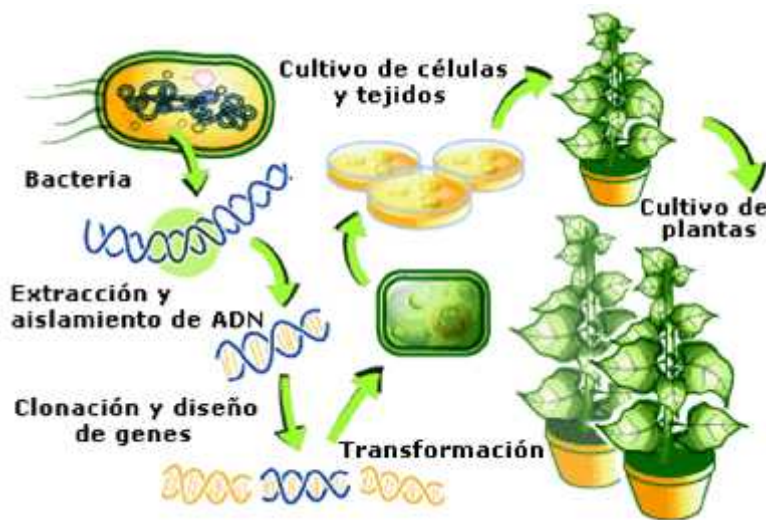 Cultivo de células
y tejidos
Bacteria
Cultivo de
plantas
Extracción y
aislamiento de ADN
Clonación y diseño
de genes
Transformación